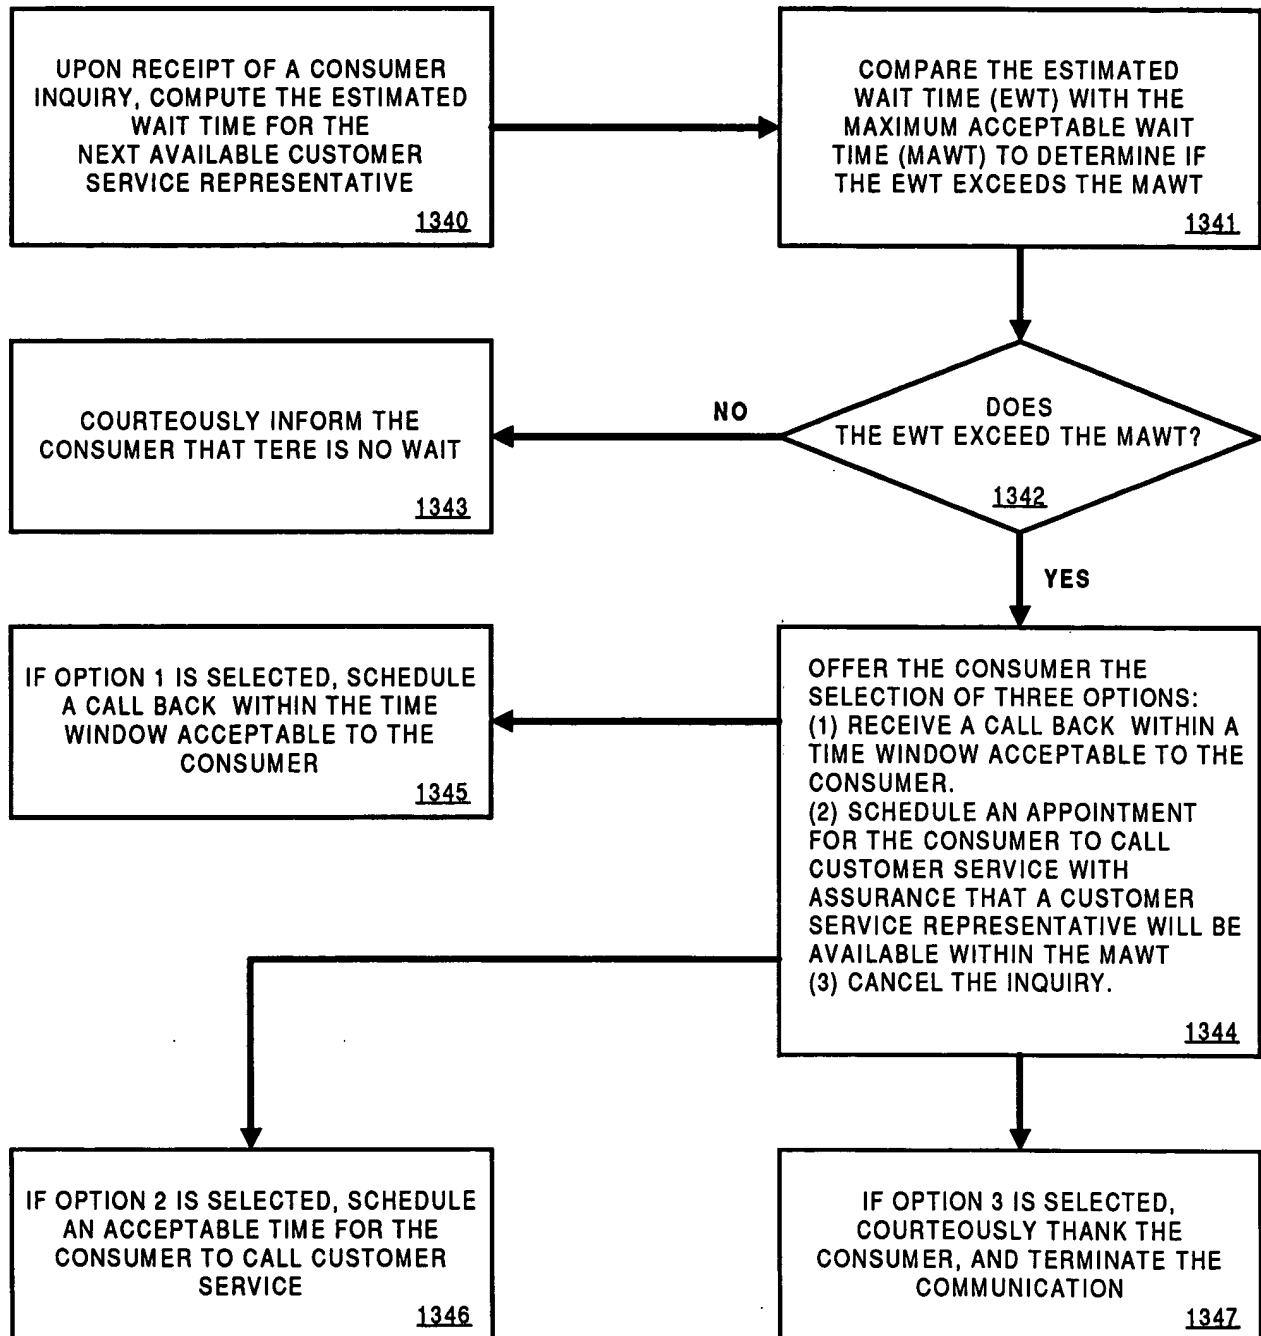 UPON RECEIPT OF A CONSUMER
INQUIRY, COMPUTE THE ESTIMATED
WAIT TIME FOR THE
NEXT AVAILABLE CUSTOMER
SERVICE REPRESENTATIVE
1340
COMPARE THE ESTIMATED
WAIT TIME (EWT) WITH THE
MAXIMUM ACCEPTABLE WAIT
TIME (MAWT) TO DETERMINE IF
THE EWT EXCEEDS THE MAWT
1341
DOES
THE EWT EXCEED THE MAWT?
1342
NO
COURTEOUSLY INFORM THE
CONSUMER THAT TERE IS NO WAIT
1343
YES
OFFER THE CONSUMER THE
SELECTION OF THREE OPTIONS:
(1) RECEIVE A CALL BACK WITHIN A
TIME WINDOW ACCEPTABLE TO THE
CONSUMER.
(2) SCHEDULE AN APPOINTMENT
FOR THE CONSUMER TO CALL
CUSTOMER SERVICE WITH
ASSURANCE THAT A CUSTOMER
SERVICE REPRESENTATIVE WILL BE
AVAILABLE WITHIN THE MAWT
(3) CANCEL THE INQUIRY.
1344
IF OPTION 1 IS SELECTED, SCHEDULE
A CALL BACK WITHIN THE TIME
WINDOW ACCEPTABLE TO THE
CONSUMER
1345
IF OPTION 2 IS SELECTED, SCHEDULE
AN ACCEPTABLE TIME FOR THE
CONSUMER TO CALL CUSTOMER
SERVICE
1346
IF OPTION 3 IS SELECTED,
COURTEOUSLY THANK THE
CONSUMER, AND TERMINATE THE
COMMUNICATION
1347